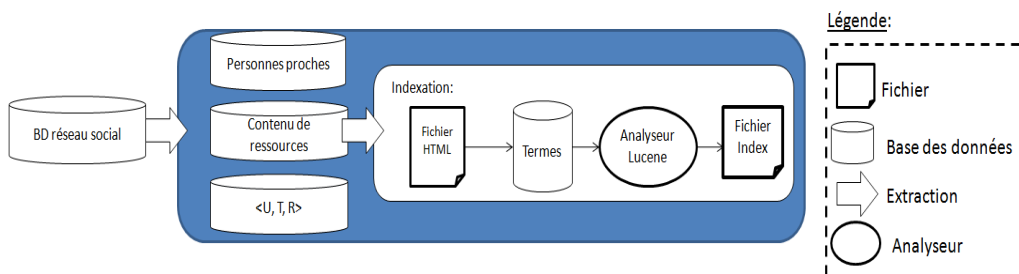 BD réseau social
Personnes proches
Contenu de
ressources
<U, T, R>
Indexation:
Fichier
HTML
Termes
Analyseur
Lucene
Fichier
Index
Légende:
Fichier
Base des données
Extraction
Analyseur